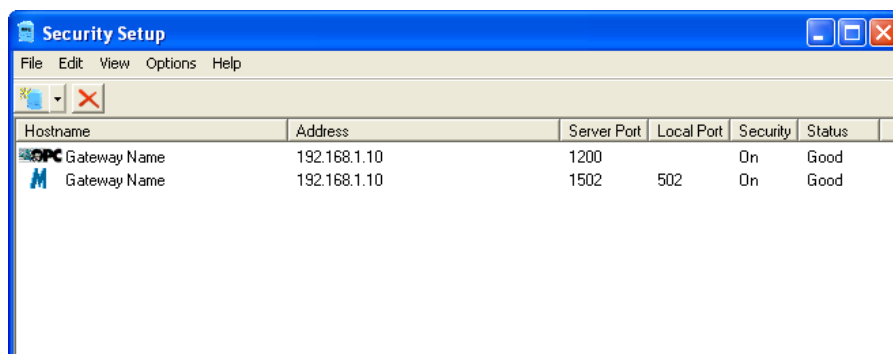 Security Setup
File Edit View Options Help
Hostname Address Server Port Local Port Security Status
OPC Gateway Name 192.168.1.10 1200 On Good
M Gateway Name 192.168.1.10 1502 502 On Good